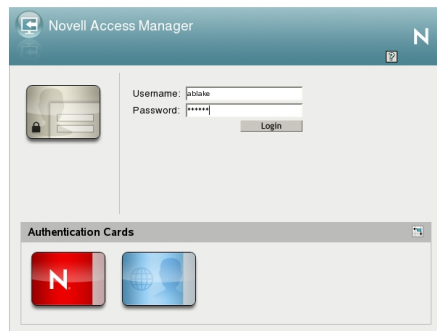 Novell Access Manager
N
?
Username: ablake
Password: ••••••
Login
Authentication Cards
N